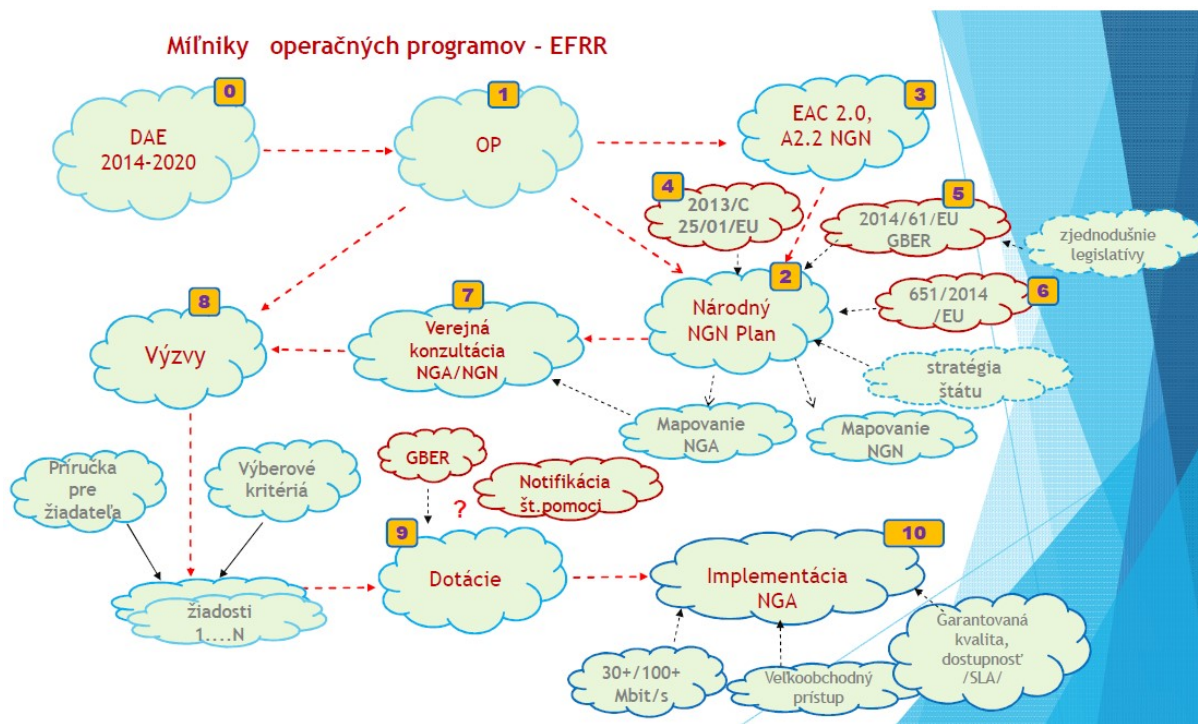 Míľniky operačných programov - EFRR
0
DAE
2014-2020
1
OP
3
EAC 2.0,
A2.2 NGN
4
2013/C
25/01/EU
5
2014/61/EU
GBER
zjednodušnie
legislatívy
2
Národný
NGN Plan
651/2014
/EU
6
7
Verejná
konzultácia
NGA/NGN
8
Výzvy
stratégia
štátu
Mapovanie
NGA
Mapovanie
NGN
Príručka
pre
žiadateľa
Výberové
kritériá
GBER
?
Notifikácia
št.pomoci
9
Dotácie
10
Implementácia
NGA
žiadosti
1....N
30+/100+
Mbit/s
Veľkoobchodný
prístup
Garantovaná
kvalita,
dostupnosť
/SLA/